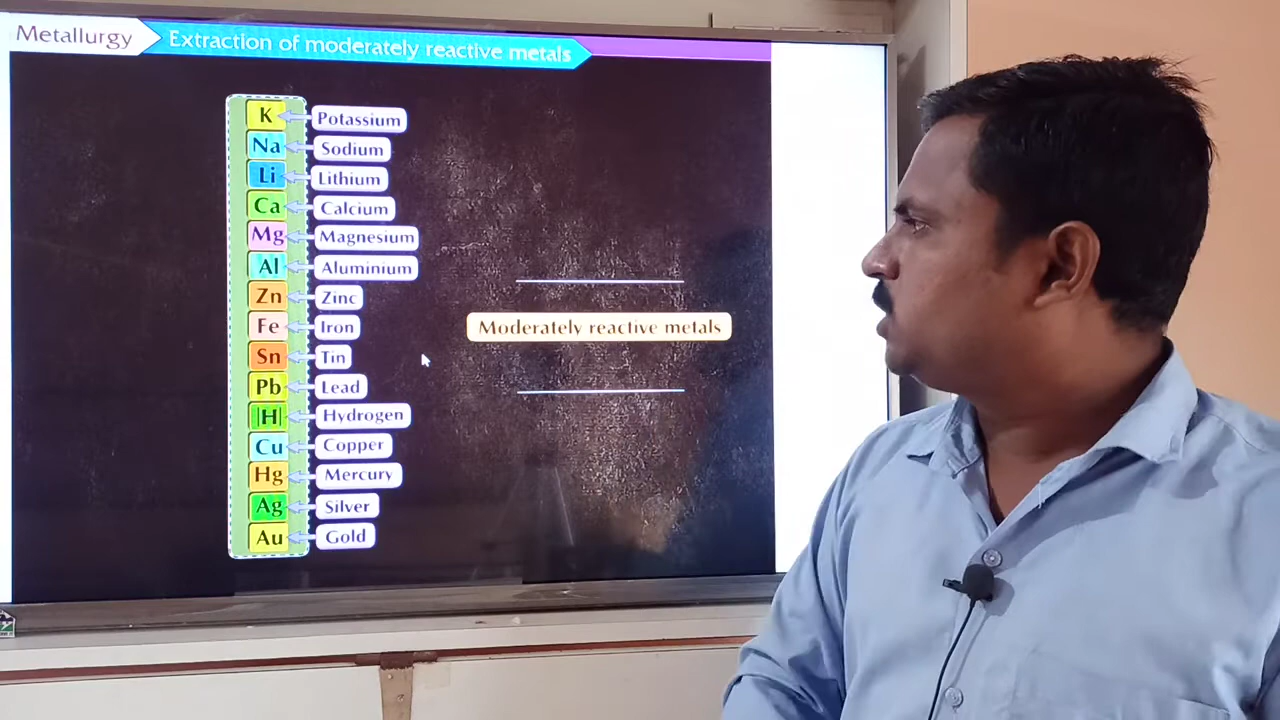 Metallurgy
Extraction of moderately reactive metals
K Potassium
Na Sodium
Li Lithium
Ca Calcium
Mg Magnesium
Al Aluminium
Zn Zinc
Fe Iron
Moderately reactive metals
Sn Tin
Pb Lead
|H| Hydrogen
Cu Copper
Hg Mercury
Ag Silver
Au Gold